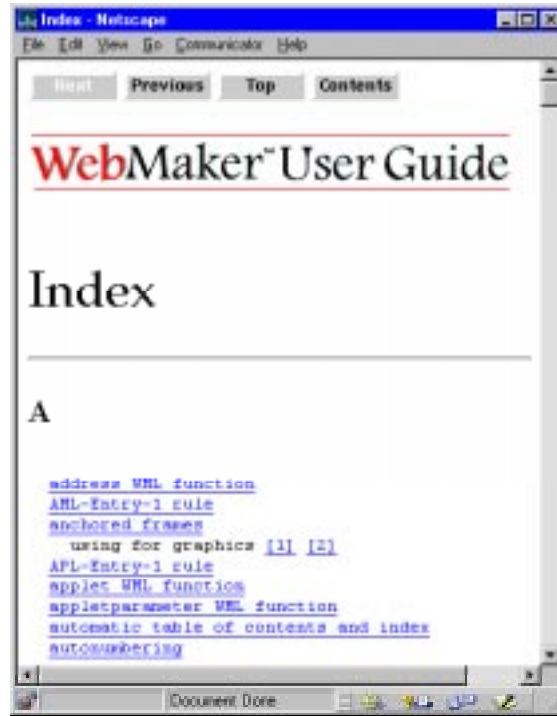 Index - Netscape
File Edit View Go Communicator Help
Next Previous Top Contents
WebMaker™ User Guide
Index
A
address WML function
AML-Entry-1 rule
anchored frames
using for graphics [1] [2]
APL-Entry-1 rule
applet WML function
appletparameter WML function
automatic table of contents and index
autonumbering
Document Done